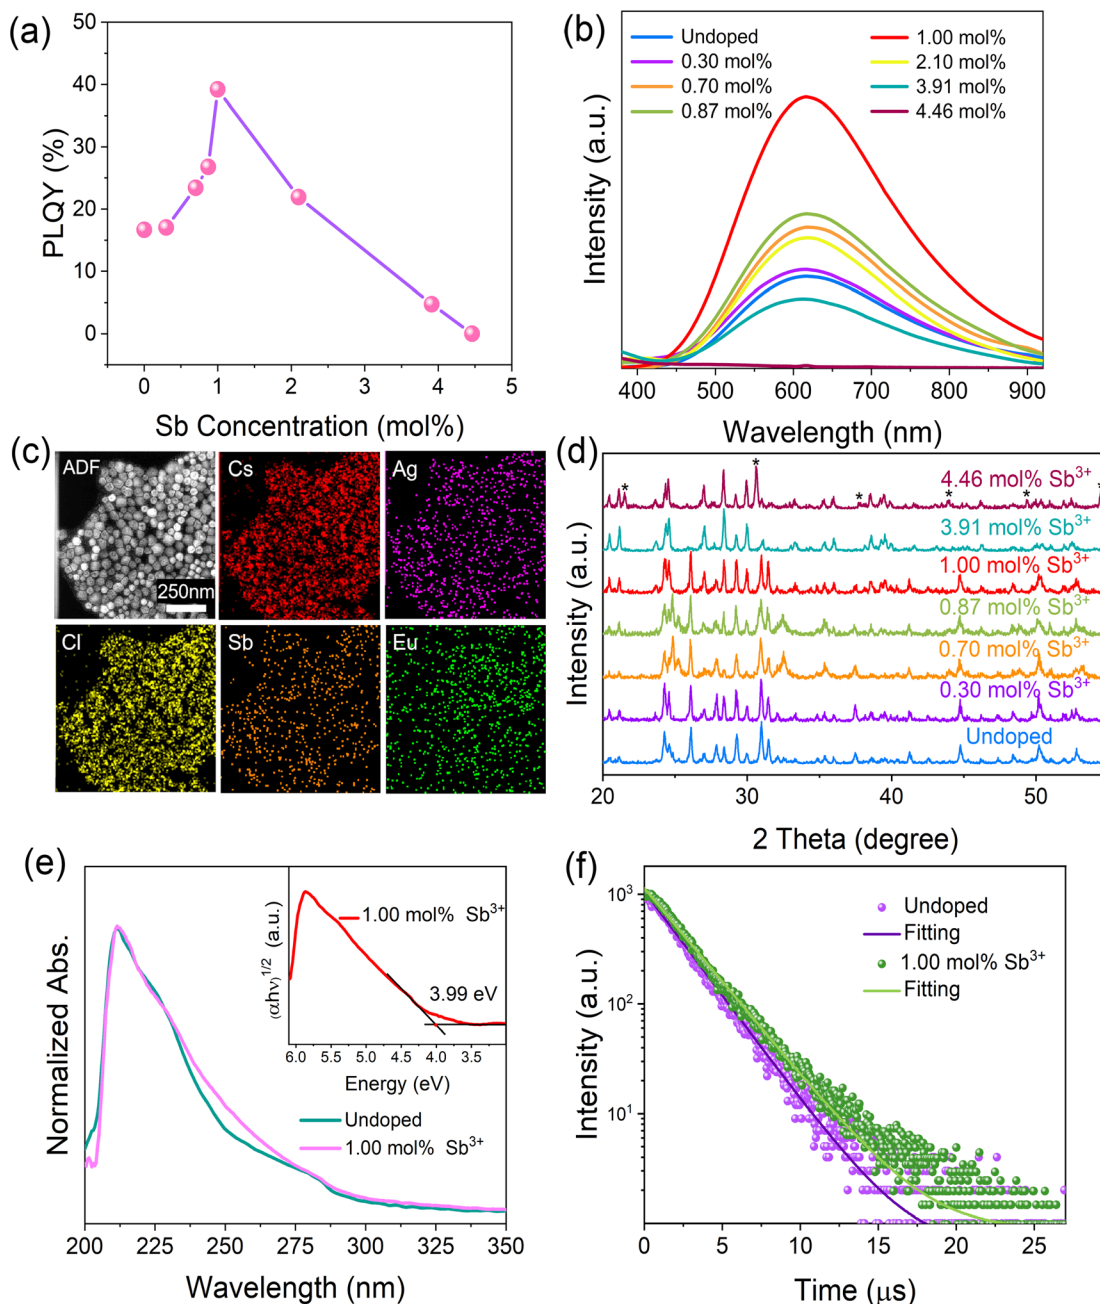 (a)
50
40
30
20
10
0
PLQY (%)
0 1 2 3 4 5
Sb Concentration (mol%)
(b)
Undoped
0.30 mol%
0.70 mol%
0.87 mol%
1.00 mol%
2.10 mol%
3.91 mol%
4.46 mol%
Intensity (a.u.)
400 500 600 700 800 900
Wavelength (nm)
(c)
ADF
250nm
Cs
Ag
Cl
Sb
Eu
(d)
* * * * * *
4.46 mol% Sb³⁺
3.91 mol% Sb³⁺
1.00 mol% Sb³⁺
0.87 mol% Sb³⁺
0.70 mol% Sb³⁺
0.30 mol% Sb³⁺
Undoped
Intensity (a.u.)
20 30 40 50
2 Theta (degree)
(e)
Normalized Abs.
(αhν)¹/² (a.u.)
1.00 mol% Sb³⁺
3.99 eV
6.0 5.5 5.0 4.5 4.0 3.5
Energy (eV)
Undoped
1.00 mol% Sb³⁺
200 225 250 275 300 325 350
Wavelength (nm)
(f)
10³
10²
10¹
Intensity (a.u.)
Undoped
Fitting
1.00 mol% Sb³⁺
Fitting
0 5 10 15 20 25
Time (μs)